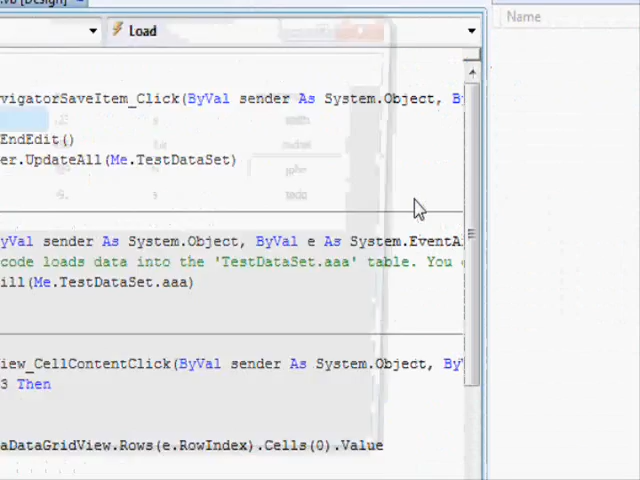 .vb [Design]
Load
Name
vigatorSaveItem_Click(ByVal sender As System.Object, B
EndEdit()
er.UpdateAll(Me.TestDataSet)
yVal sender As System.Object, ByVal e As System.EventA
code loads data into the 'TestDataSet.aaa' table. You
ill(Me.TestDataSet.aaa)
iew_CellContentClick(ByVal sender As System.Object, By
3 Then
aDataGridView.Rows(e.RowIndex).Cells(0).Value